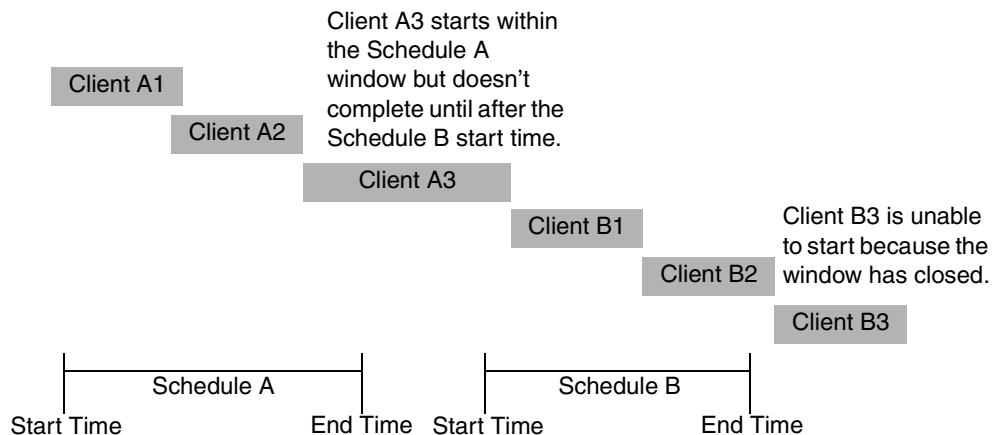 Client A3 starts within
the Schedule A
window but doesn’t
complete until after the
Schedule B start time.
Client A1
Client A2
Client A3
Client B1
Client B2
Client B3 is unable
to start because the
window has closed.
Client B3
Schedule A
Schedule B
Start Time
End Time
Start Time
End Time